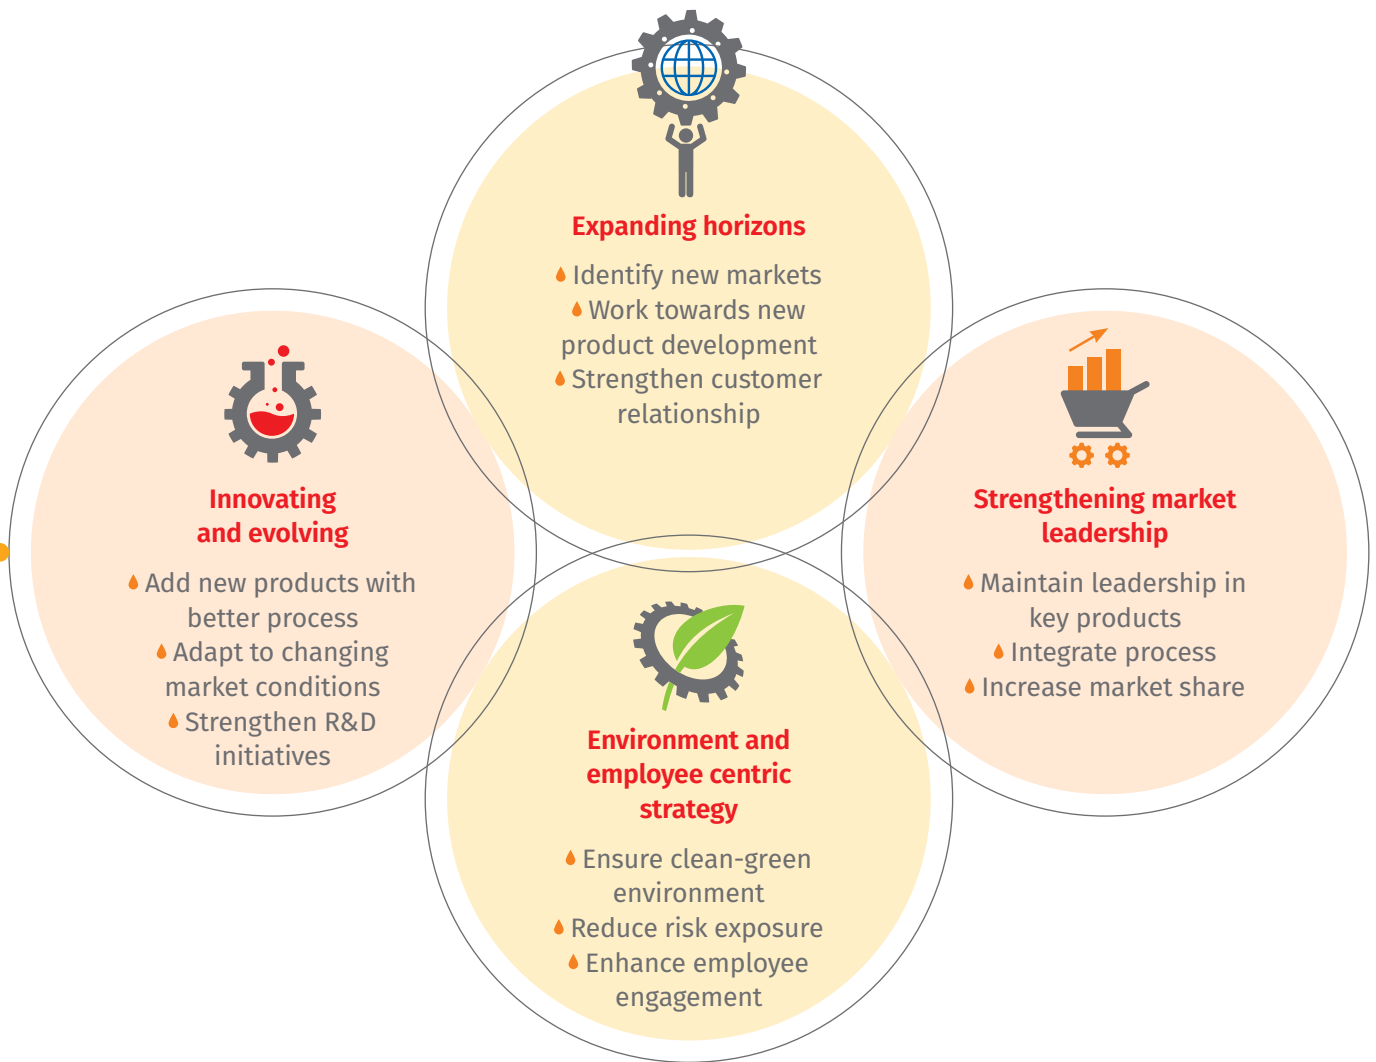 Expanding horizons
Identify new markets
Work towards new
product development
Strengthen customer
relationship
Innovating
and evolving
Add new products with
better process
Adapt to changing
market conditions
Strengthen R&D
initiatives
Strengthening market
leadership
Maintain leadership in
key products
Integrate process
Increase market share
Environment and
employee centric
strategy
Ensure clean-green
environment
Reduce risk exposure
Enhance employee
engagement